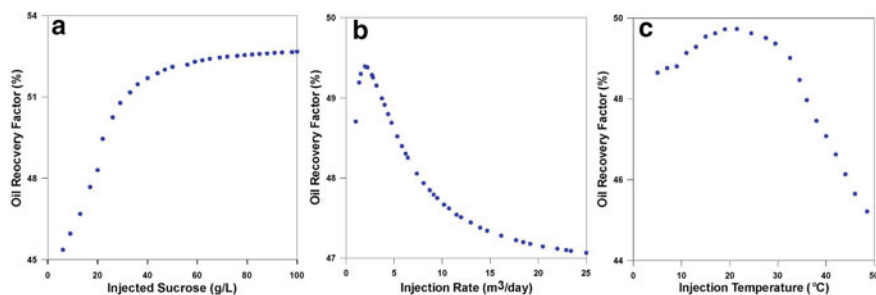 a
Oil Reocvery Factor (%)
54
51
48
45
0 20 40 60 80 100
Injected Sucrose (g/L)
b
Oil Recovery Factor (%)
50
49
48
47
0 5 10 15 20 25
Injection Rate (m³/day)
c
Oil Recovery Factor (%)
50
48
46
44
0 10 20 30 40 50
Injection Temperature (°C)